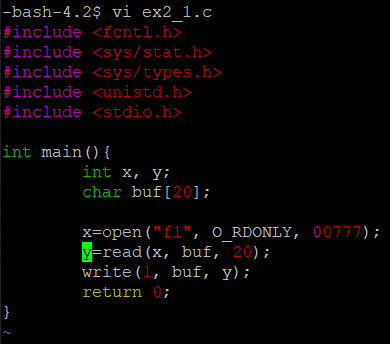 -bash-4.2$ vi ex2_1.c
#include <fcntl.h>
#include <sys/stat.h>
#include <sys/types.h>
#include <unistd.h>
#include <stdio.h>

int main(){
        int x, y;
        char buf[20];

        x=open("f1", O_RDONLY, 00777);
        y=read(x, buf, 20);
        write(1, buf, y);
        return 0;
}
~